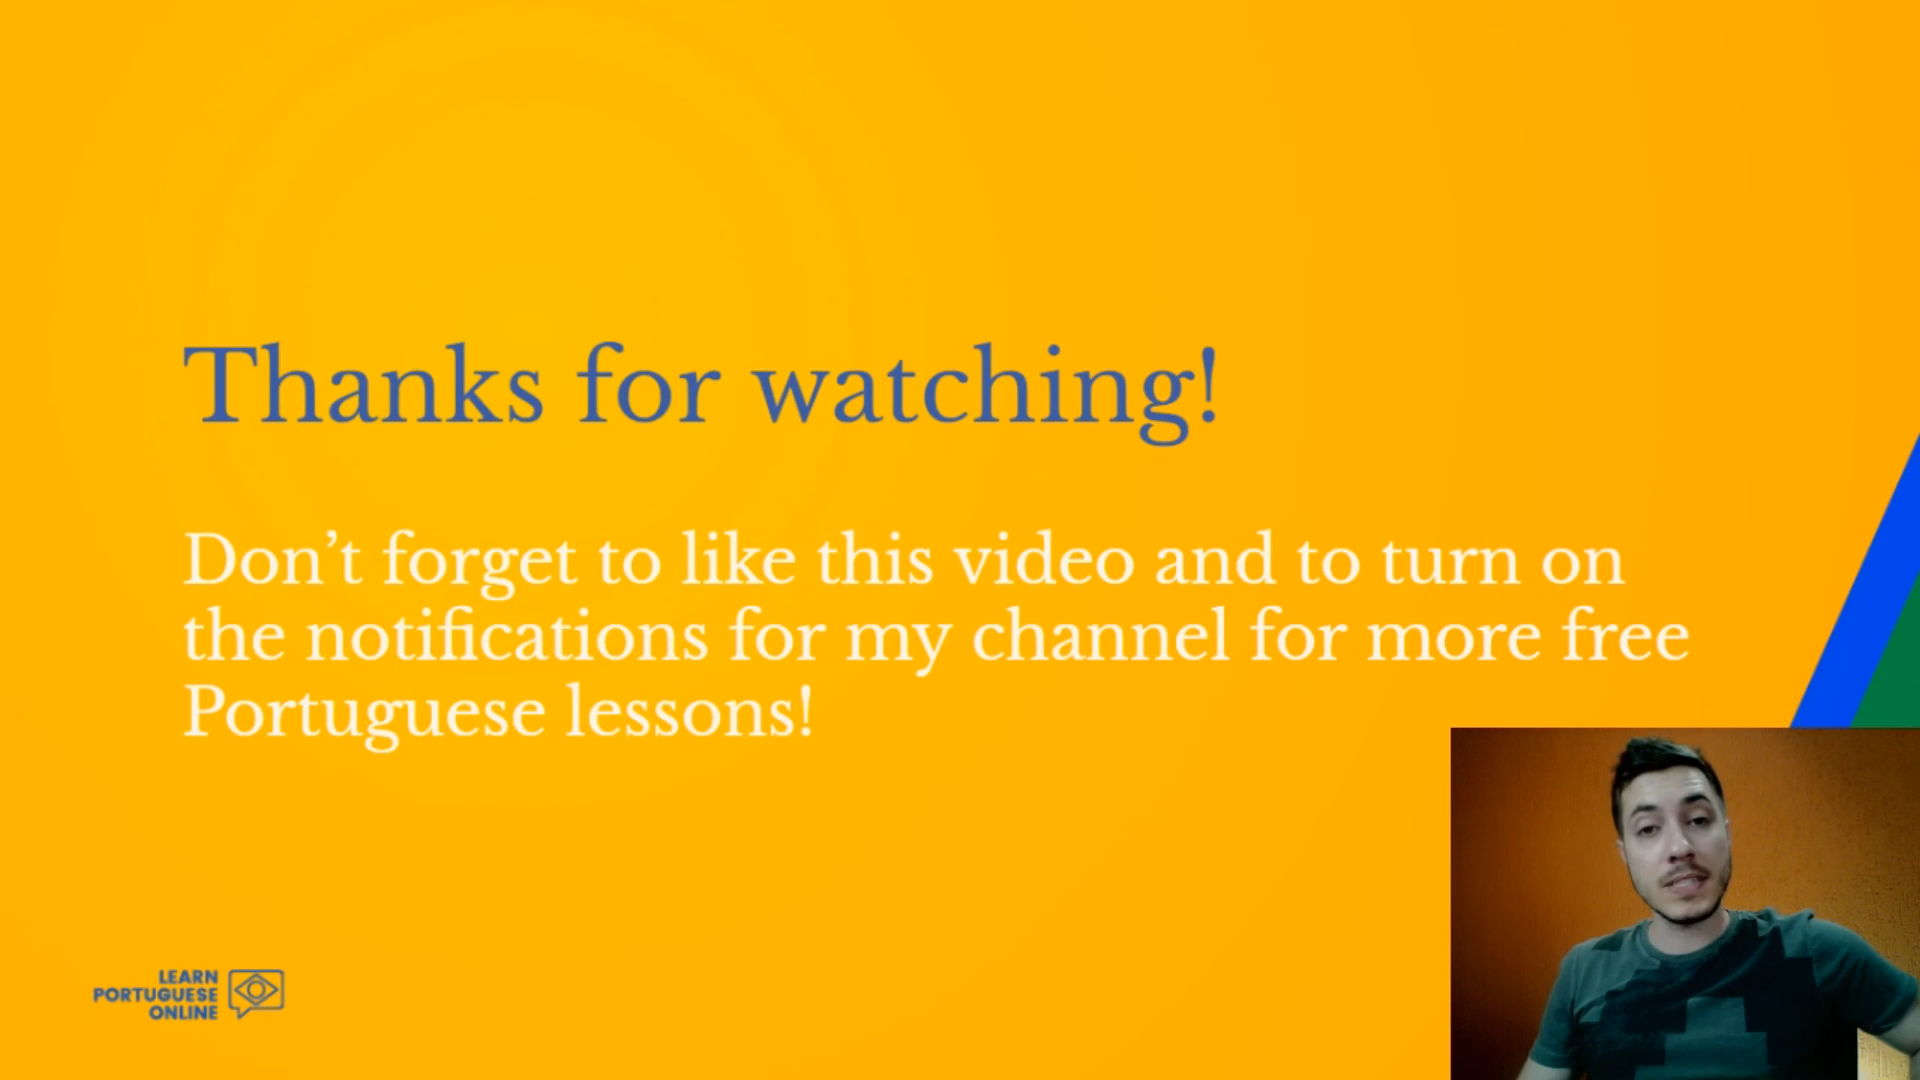 Thanks for watching!
Don’t forget to like this video and to turn on
the notifications for my channel for more free
Portuguese lessons!
LEARN
PORTUGUESE
ONLINE